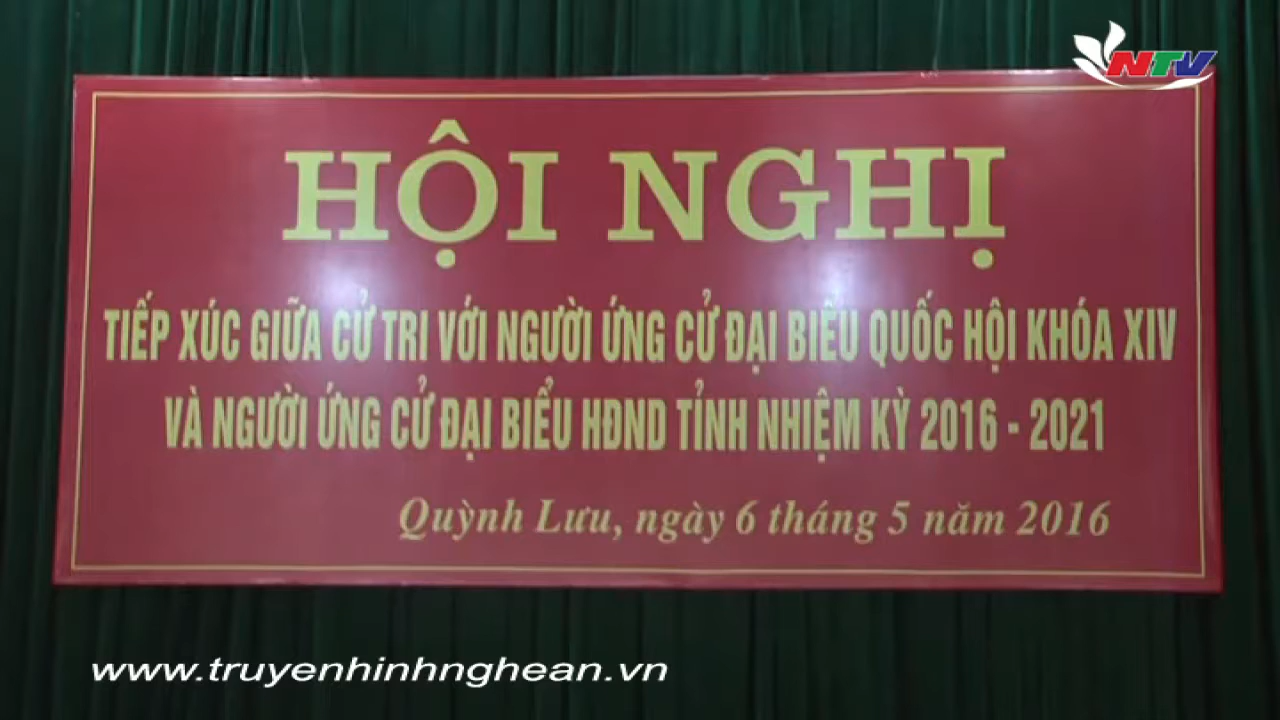 NTV
HỘI NGHỊ
TIẾP XÚC GIỮA CỬ TRI VỚI NGƯỜI ỨNG CỬ ĐẠI BIỂU QUỐC HỘI KHÓA XIV
VÀ NGƯỜI ỨNG CỬ ĐẠI BIỂU HĐND TỈNH NHIỆM KỲ 2016 - 2021
Quỳnh Lưu, ngày 6 tháng 5 năm 2016
www.truyenhinhnghean.vn